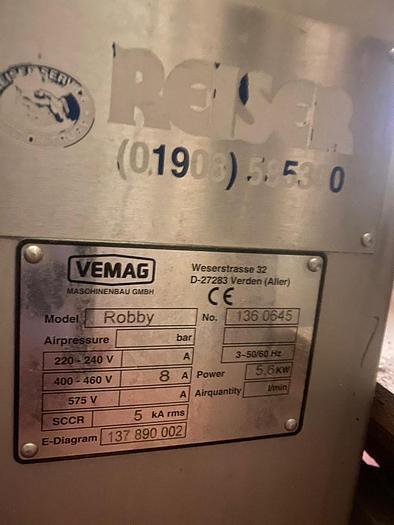 REISER
(01908) 585300
VEMAG
MASCHINENBAU GMBH
Weserstrasse 32
D-27283 Verden (Aller)
CE
Model Robby No. 136 0645
Airpressure: bar
220 - 240 V A 3~50/60 Hz
400 - 460 V 8 A Power 5,6 KW
575 V A Airquantity l/min
SCCR 5 kA rms
E-Diagram 137 890 002